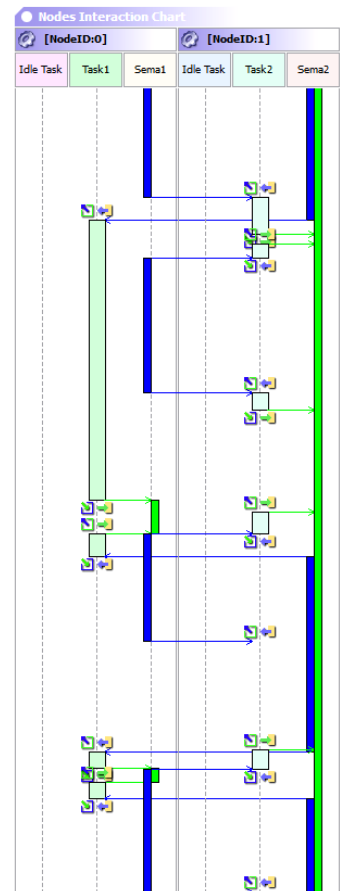 Nodes Interaction Chart
[NodeID:0] [NodeID:1]
Idle Task Task1 Sema1 Idle Task Task2 Sema2